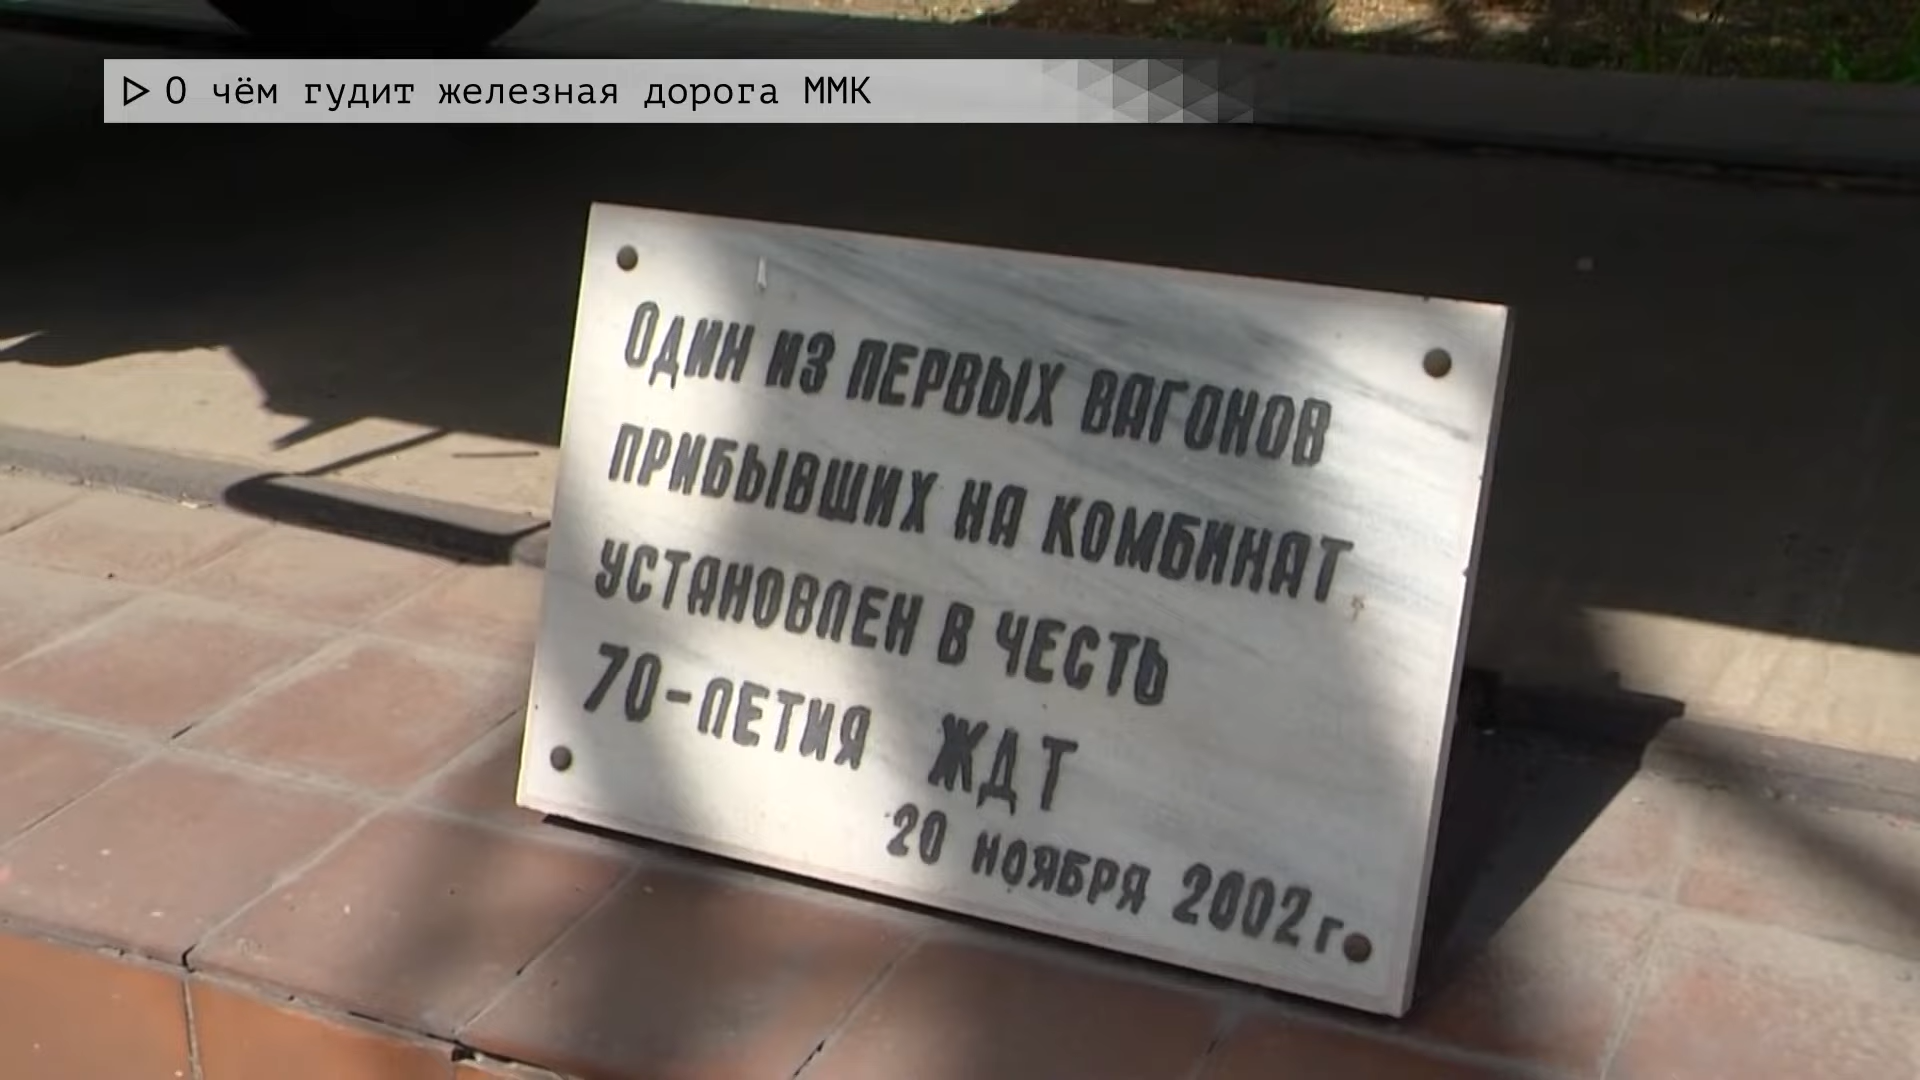 О чём гудит железная дорога ММК
Один из первых вагонов
прибывших на комбинат
установлен в честь
70-летия ЖДТ
20 ноября 2002 г.